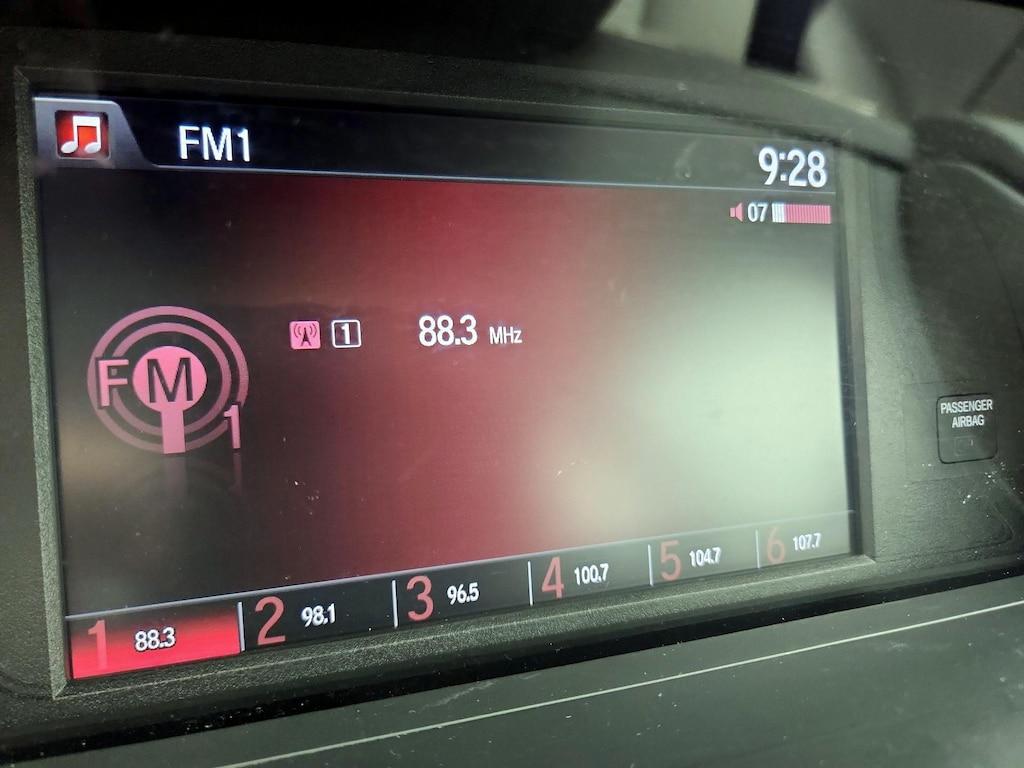 FM1
9:28
07
1 88.3 MHz
FM
1
PASSENGER
AIRBAG
1 88.3 2 98.1 3 96.5 4 100.7 5 104.7 6 107.7